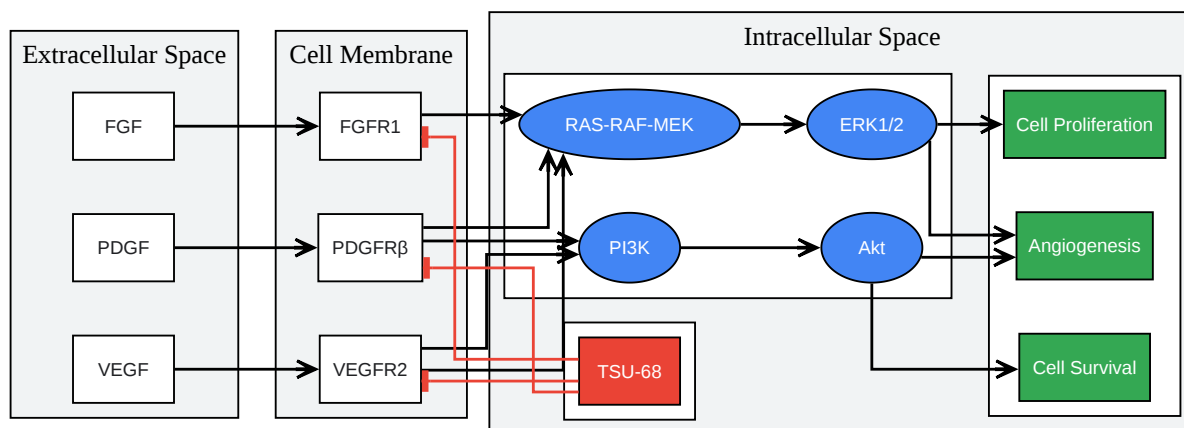 Extracellular Space
Cell Membrane
Intracellular Space
FGF
FGFR1
RAS-RAF-MEK
ERK1/2
Cell Proliferation
PDGF
PDGFRβ
PI3K
Akt
Angiogenesis
VEGF
VEGFR2
TSU-68
Cell Survival